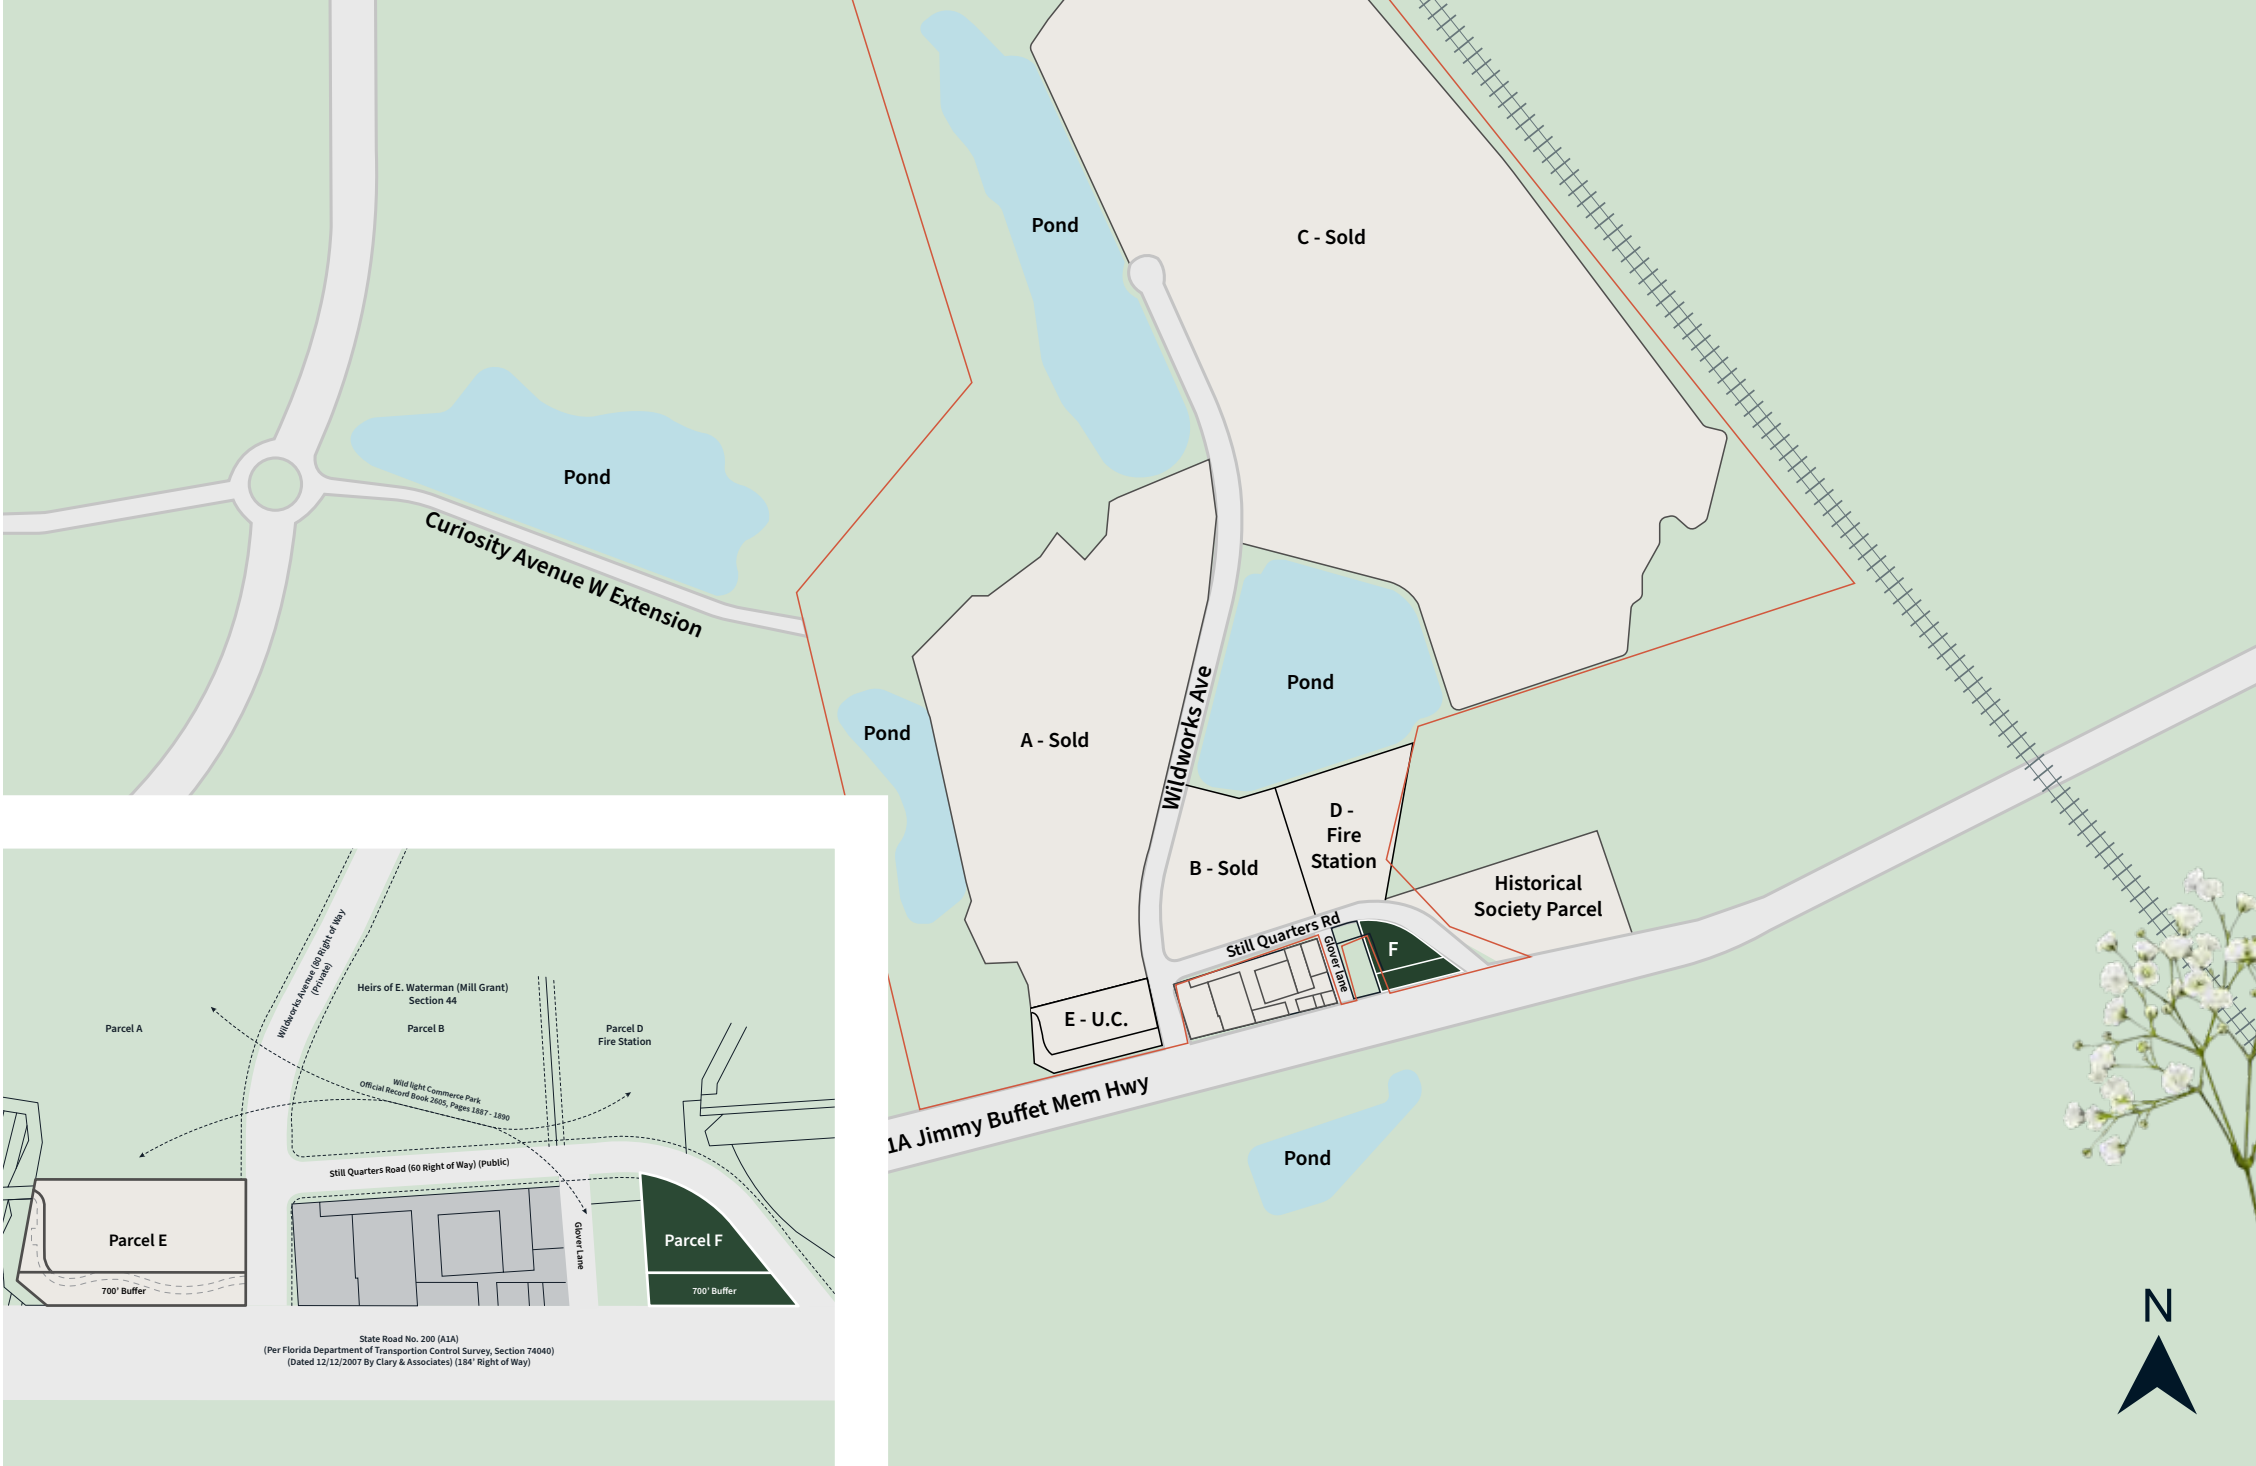 Pond
C - Sold
Pond
Curiosity Avenue W Extension
Pond
Pond
A - Sold
Wildworks Ave
D -
Fire
Station
B - Sold
Historical
Society Parcel
Still Quarters Rd
Glover lane
F
E - U.C.
1A Jimmy Buffet Mem Hwy
Pond
N
Wildworks Avenue (80 Right of Way
(Private)
Heirs of E. Waterman (Mill Grant)
Section 44
Parcel A
Parcel B
Parcel D
Fire Station
Wild light Commerce Park
Official Record Book 2605, Pages 1887 - 1890
Still Quarters Road (60 Right of Way) (Public)
Glover Lane
Parcel E
Parcel F
700' Buffer
700' Buffer
State Road No. 200 (A1A)
(Per Florida Department of Transportion Control Survey, Section 74040)
(Dated 12/12/2007 By Clary & Associates) (184' Right of Way)